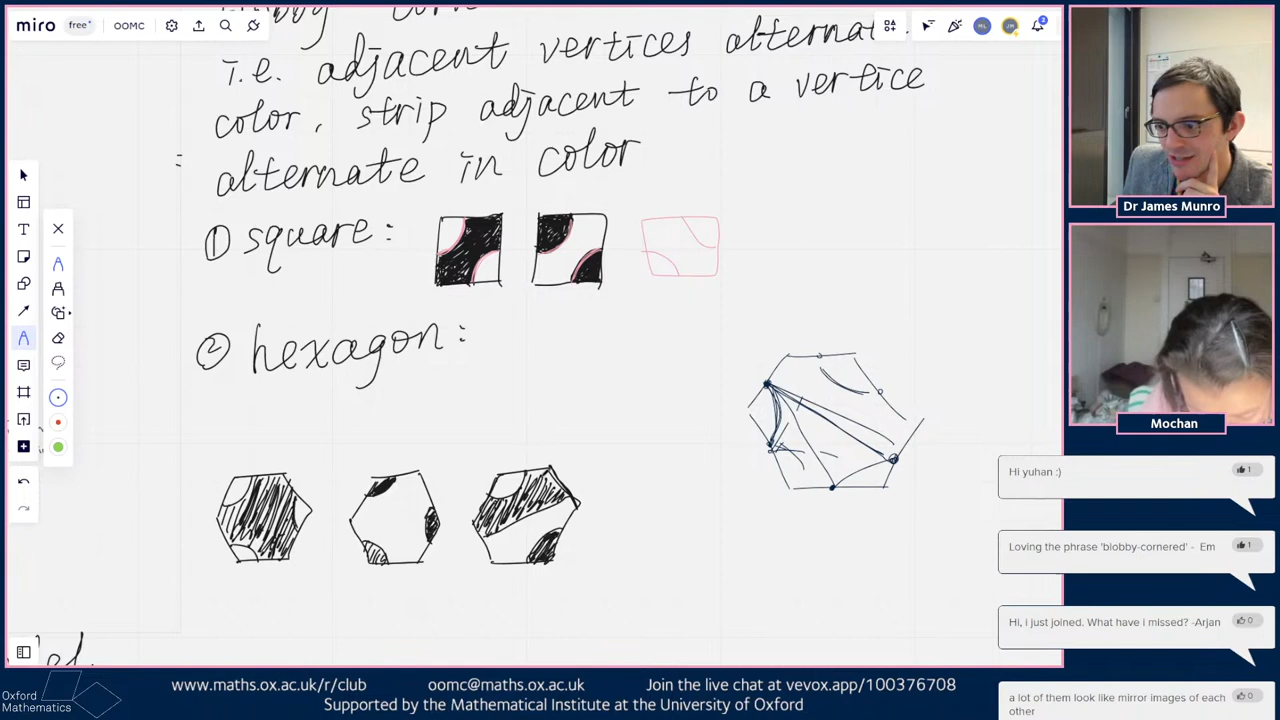 miro free OOMC
i.e. adjacent vertices alternat
color, strip adjacent to a vertice
alternate in color
① square:
② hexagon:
Dr James Munro
Mochan
Hi yuhan :)
1
Loving the phrase 'blobby-cornered' - Em
1
Hi, i just joined. What have i missed? -Arjan
0
a lot of them look like mirror images of each
other
0
Oxford
Mathematics
www.maths.ox.ac.uk/r/club oomc@maths.ox.ac.uk Join the live chat at vevox.app/100376708
Supported by the Mathematical Institute at the University of Oxford